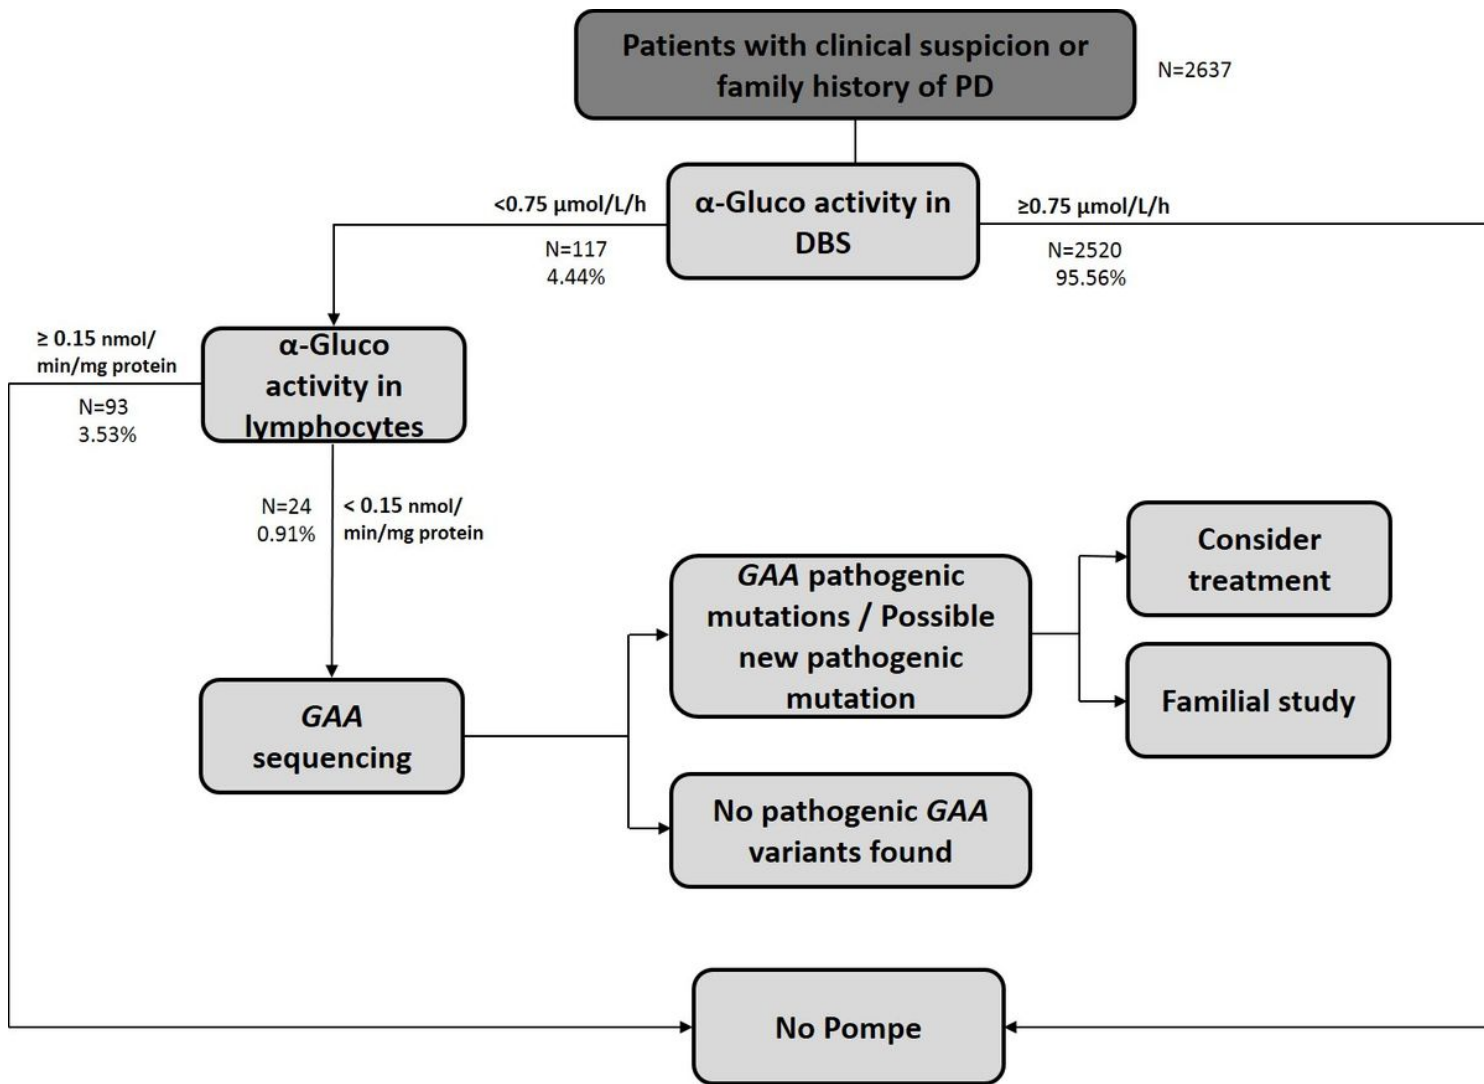 Patients with clinical suspicion or
family history of PD
N=2637
<0.75 µmol/L/h
α-Gluco activity in
DBS
≥0.75 µmol/L/h
N=117
4.44%
N=2520
95.56%
≥ 0.15 nmol/
min/mg protein
N=93
3.53%
α-Gluco
activity in
lymphocytes
N=24
0.91%
< 0.15 nmol/
min/mg protein
GAA
sequencing
GAA pathogenic
mutations / Possible
new pathogenic
mutation
Consider
treatment
Familial study
No pathogenic GAA
variants found
No Pompe